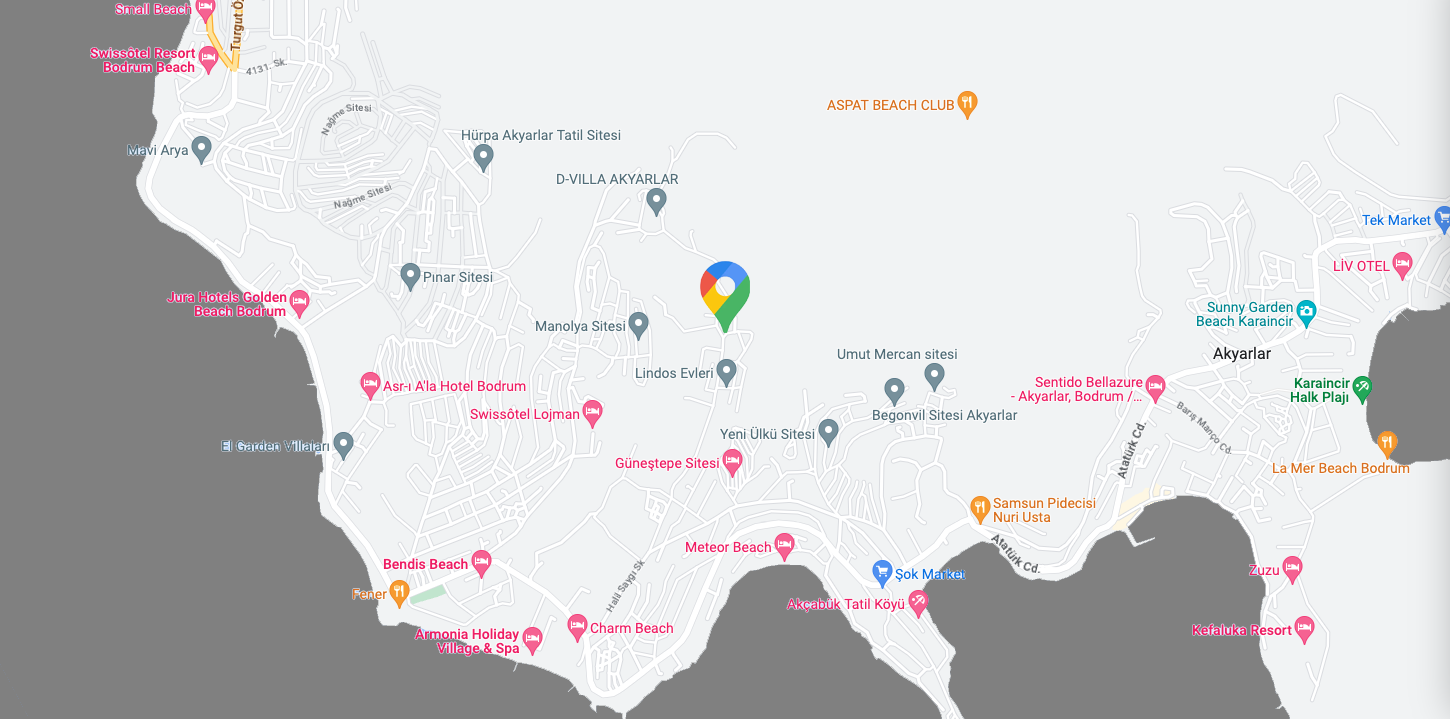 Small Beach
Turgut Ö
Swissôtel Resort
Bodrum Beach
4131. Sk
ASPAT BEACH CLUB
Nağme Sitesi
Hürpa Akyarlar Tatil Sitesi
Mavi Arya
D-VILLA AKYARLAR
Nağme Sitesi
Tek Market
LİV OTEL
Pınar Sitesi
Jura Hotels Golden
Beach Bodrum
Sunny Garden
Beach Karaincir
Manolya Sitesi
Akyarlar
Umut Mercan sitesi
Lindos Evleri
Asr-ı A'la Hotel Bodrum
Sentido Bellazure
- Akyarlar, Bodrum /...
Karaincir
Halk Plajı
Swissôtel Lojman
Begonvil Sitesi Akyarlar
Barış Manço Cd.
Yeni Ülkü Sitesi
El Garden Villaları
Atatürk Cd.
Güneştepe Sitesi
La Mer Beach Bodrum
Samsun Pidecisi
Nuri Usta
Meteor Beach
Atatürk Cd.
Bendis Beach
Şok Market
Zuzu
Halil Saygı Sk
Fener
Akçabük Tatil Köyü
Charm Beach
Kefaluka Resort
Armonia Holiday
Village & Spa